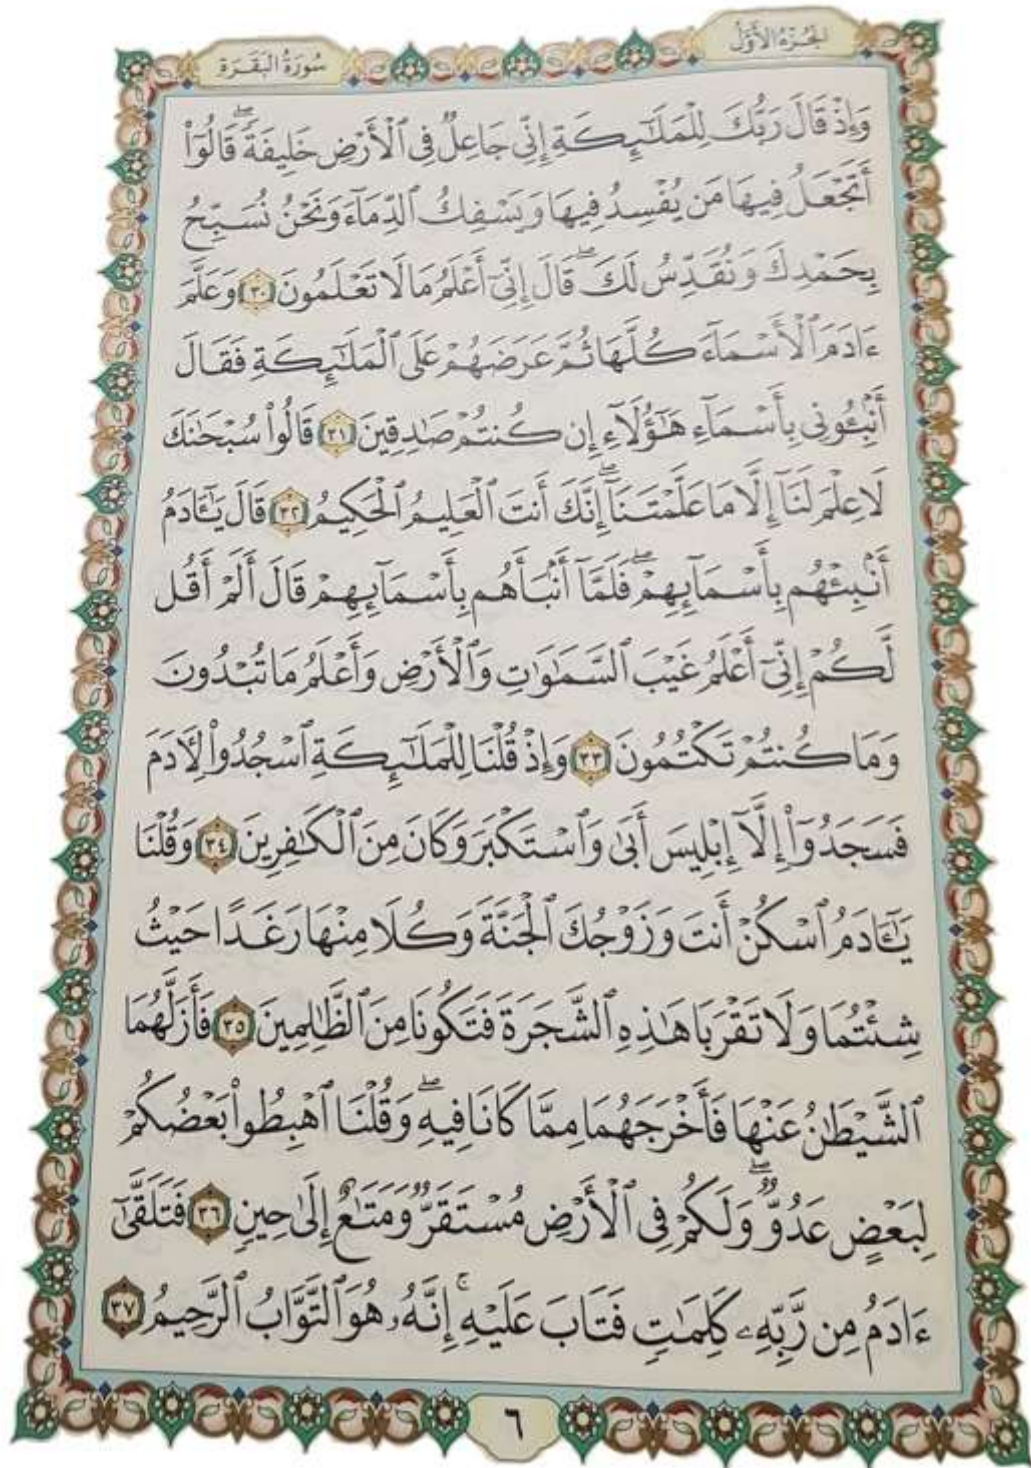 الجزء الأول
سورة البقرة
وَإِذْ قَالَ رَبُّكَ لِلْمَلَـٰٓئِكَةِ إِنِّى جَاعِلٌ فِى ٱلْأَرْضِ خَلِيفَةً ۖ قَالُوٓا۟
أَتَجْعَلُ فِيهَا مَن يُفْسِدُ فِيهَا وَيَسْفِكُ ٱلدِّمَآءَ وَنَحْنُ نُسَبِّحُ
بِحَمْدِكَ وَنُقَدِّسُ لَكَ ۖ قَالَ إِنِّىٓ أَعْلَمُ مَا لَا تَعْلَمُونَ ٣٠ وَعَلَّمَ
ءَادَمَ ٱلْأَسْمَآءَ كُلَّهَا ثُمَّ عَرَضَهُمْ عَلَى ٱلْمَلَـٰٓئِكَةِ فَقَالَ
أَنۢبِـُٔونِى بِأَسْمَآءِ هَـٰٓؤُلَآءِ إِن كُنتُمْ صَـٰدِقِينَ ٣١ قَالُوا۟ سُبْحَـٰنَكَ
لَا عِلْمَ لَنَآ إِلَّا مَا عَلَّمْتَنَآ ۖ إِنَّكَ أَنتَ ٱلْعَلِيمُ ٱلْحَكِيمُ ٣٢ قَالَ يَـٰٓـَٔادَمُ
أَنۢبِئْهُم بِأَسْمَآئِهِمْ ۖ فَلَمَّآ أَنۢبَأَهُم بِأَسْمَآئِهِمْ قَالَ أَلَمْ أَقُل
لَّكُمْ إِنِّىٓ أَعْلَمُ غَيْبَ ٱلسَّمَـٰوَٰتِ وَٱلْأَرْضِ وَأَعْلَمُ مَا تُبْدُونَ
وَمَا كُنتُمْ تَكْتُمُونَ ٣٣ وَإِذْ قُلْنَا لِلْمَلَـٰٓئِكَةِ ٱسْجُدُوا۟ لِـَٔادَمَ
فَسَجَدُوٓا۟ إِلَّآ إِبْلِيسَ أَبَىٰ وَٱسْتَكْبَرَ وَكَانَ مِنَ ٱلْكَـٰفِرِينَ ٣٤ وَقُلْنَا
يَـٰٓـَٔادَمُ ٱسْكُنْ أَنتَ وَزَوْجُكَ ٱلْجَنَّةَ وَكُلَا مِنْهَا رَغَدًا حَيْثُ
شِئْتُمَا وَلَا تَقْرَبَا هَـٰذِهِ ٱلشَّجَرَةَ فَتَكُونَا مِنَ ٱلظَّـٰلِمِينَ ٣٥ فَأَزَلَّهُمَا
ٱلشَّيْطَـٰنُ عَنْهَا فَأَخْرَجَهُمَا مِمَّا كَانَا فِيهِ ۖ وَقُلْنَا ٱهْبِطُوا۟ بَعْضُكُمْ
لِبَعْضٍ عَدُوٌّ ۖ وَلَكُمْ فِى ٱلْأَرْضِ مُسْتَقَرٌّ وَمَتَـٰعٌ إِلَىٰ حِينٍ ٣٦ فَتَلَقَّىٰٓ
ءَادَمُ مِن رَّبِّهِۦ كَلِمَـٰتٍ فَتَابَ عَلَيْهِ ۚ إِنَّهُۥ هُوَ ٱلتَّوَّابُ ٱلرَّحِيمُ ٣٧
٦